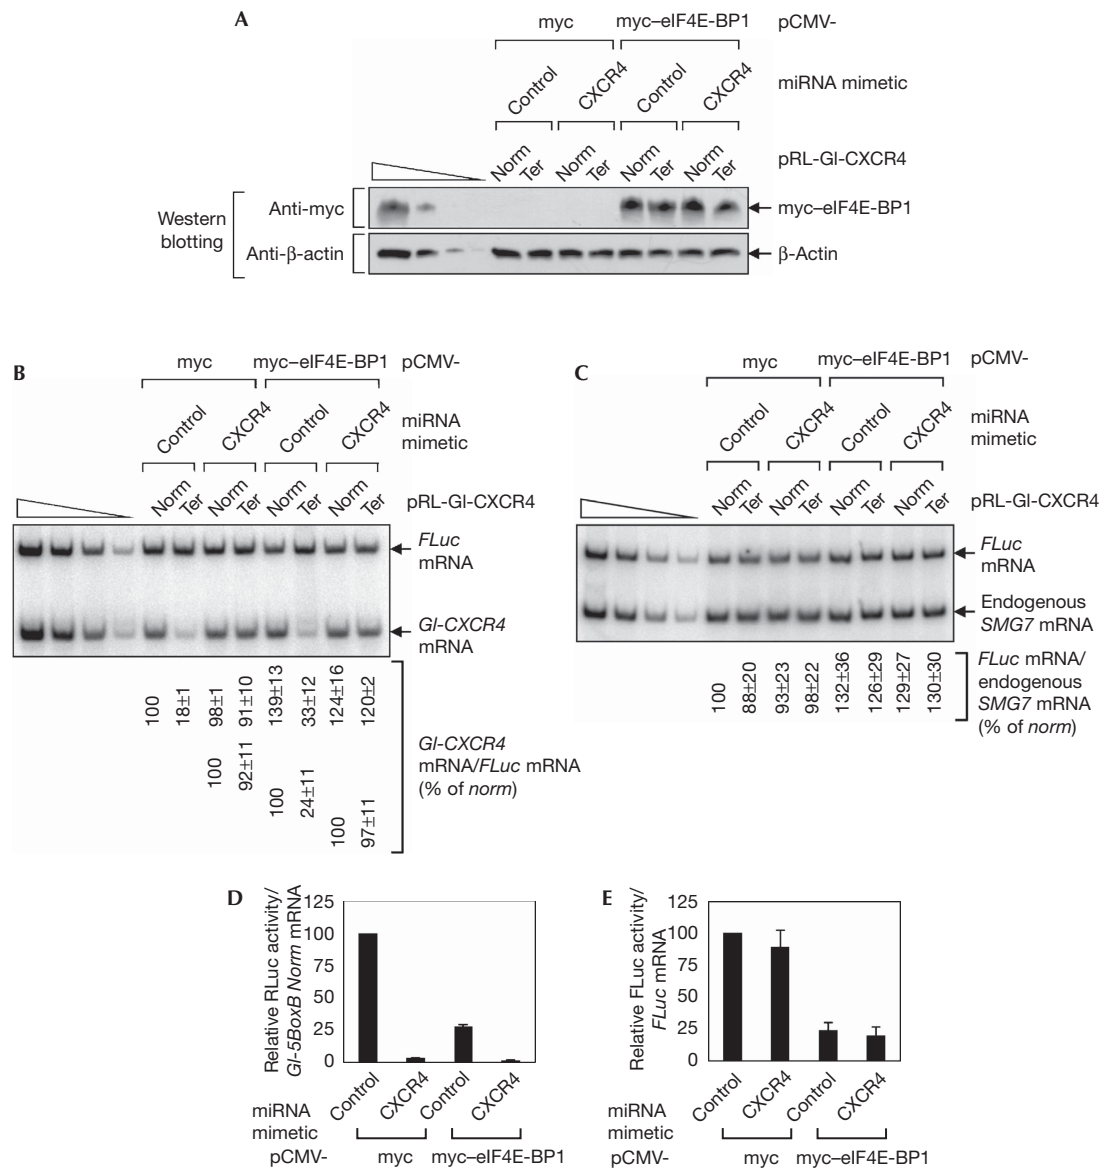 A
myc
myc–eIF4E-BP1
pCMV-
Control
CXCR4
Control
CXCR4
miRNA mimetic
Norm
Ter
Norm
Ter
Norm
Ter
Norm
Ter
pRL-Gl-CXCR4
Western
blotting
Anti-myc
myc–eIF4E-BP1
Anti-β-actin
β-Actin
B
myc
myc–eIF4E-BP1
pCMV-
Control
CXCR4
Control
CXCR4
miRNA
mimetic
Norm
Ter
Norm
Ter
Norm
Ter
Norm
Ter
pRL-Gl-CXCR4
FLuc
mRNA
Gl-CXCR4
mRNA
100
18±1
98±1
91±10
139±13
33±12
124±16
120±2
100
92±11
100
24±11
100
97±11
Gl-CXCR4
mRNA/FLuc mRNA
(% of norm)
C
myc
myc–eIF4E-BP1
pCMV-
Control
CXCR4
Control
CXCR4
miRNA
mimetic
Norm
Ter
Norm
Ter
Norm
Ter
Norm
Ter
pRL-Gl-CXCR4
FLuc
mRNA
Endogenous
SMG7 mRNA
100
88±20
93±23
98±22
132±36
126±29
129±27
130±30
FLuc mRNA/
endogenous
SMG7 mRNA
(% of norm)
D
Relative RLuc activity/
Gl-5BoxB Norm mRNA
125
100
75
50
25
0
Control
CXCR4
Control
CXCR4
miRNA
mimetic
pCMV-
myc
myc–eIF4E-BP1
E
Relative FLuc activity/
FLuc mRNA
125
100
75
50
25
0
Control
CXCR4
Control
CXCR4
miRNA
mimetic
pCMV-
myc
myc–eIF4E-BP1